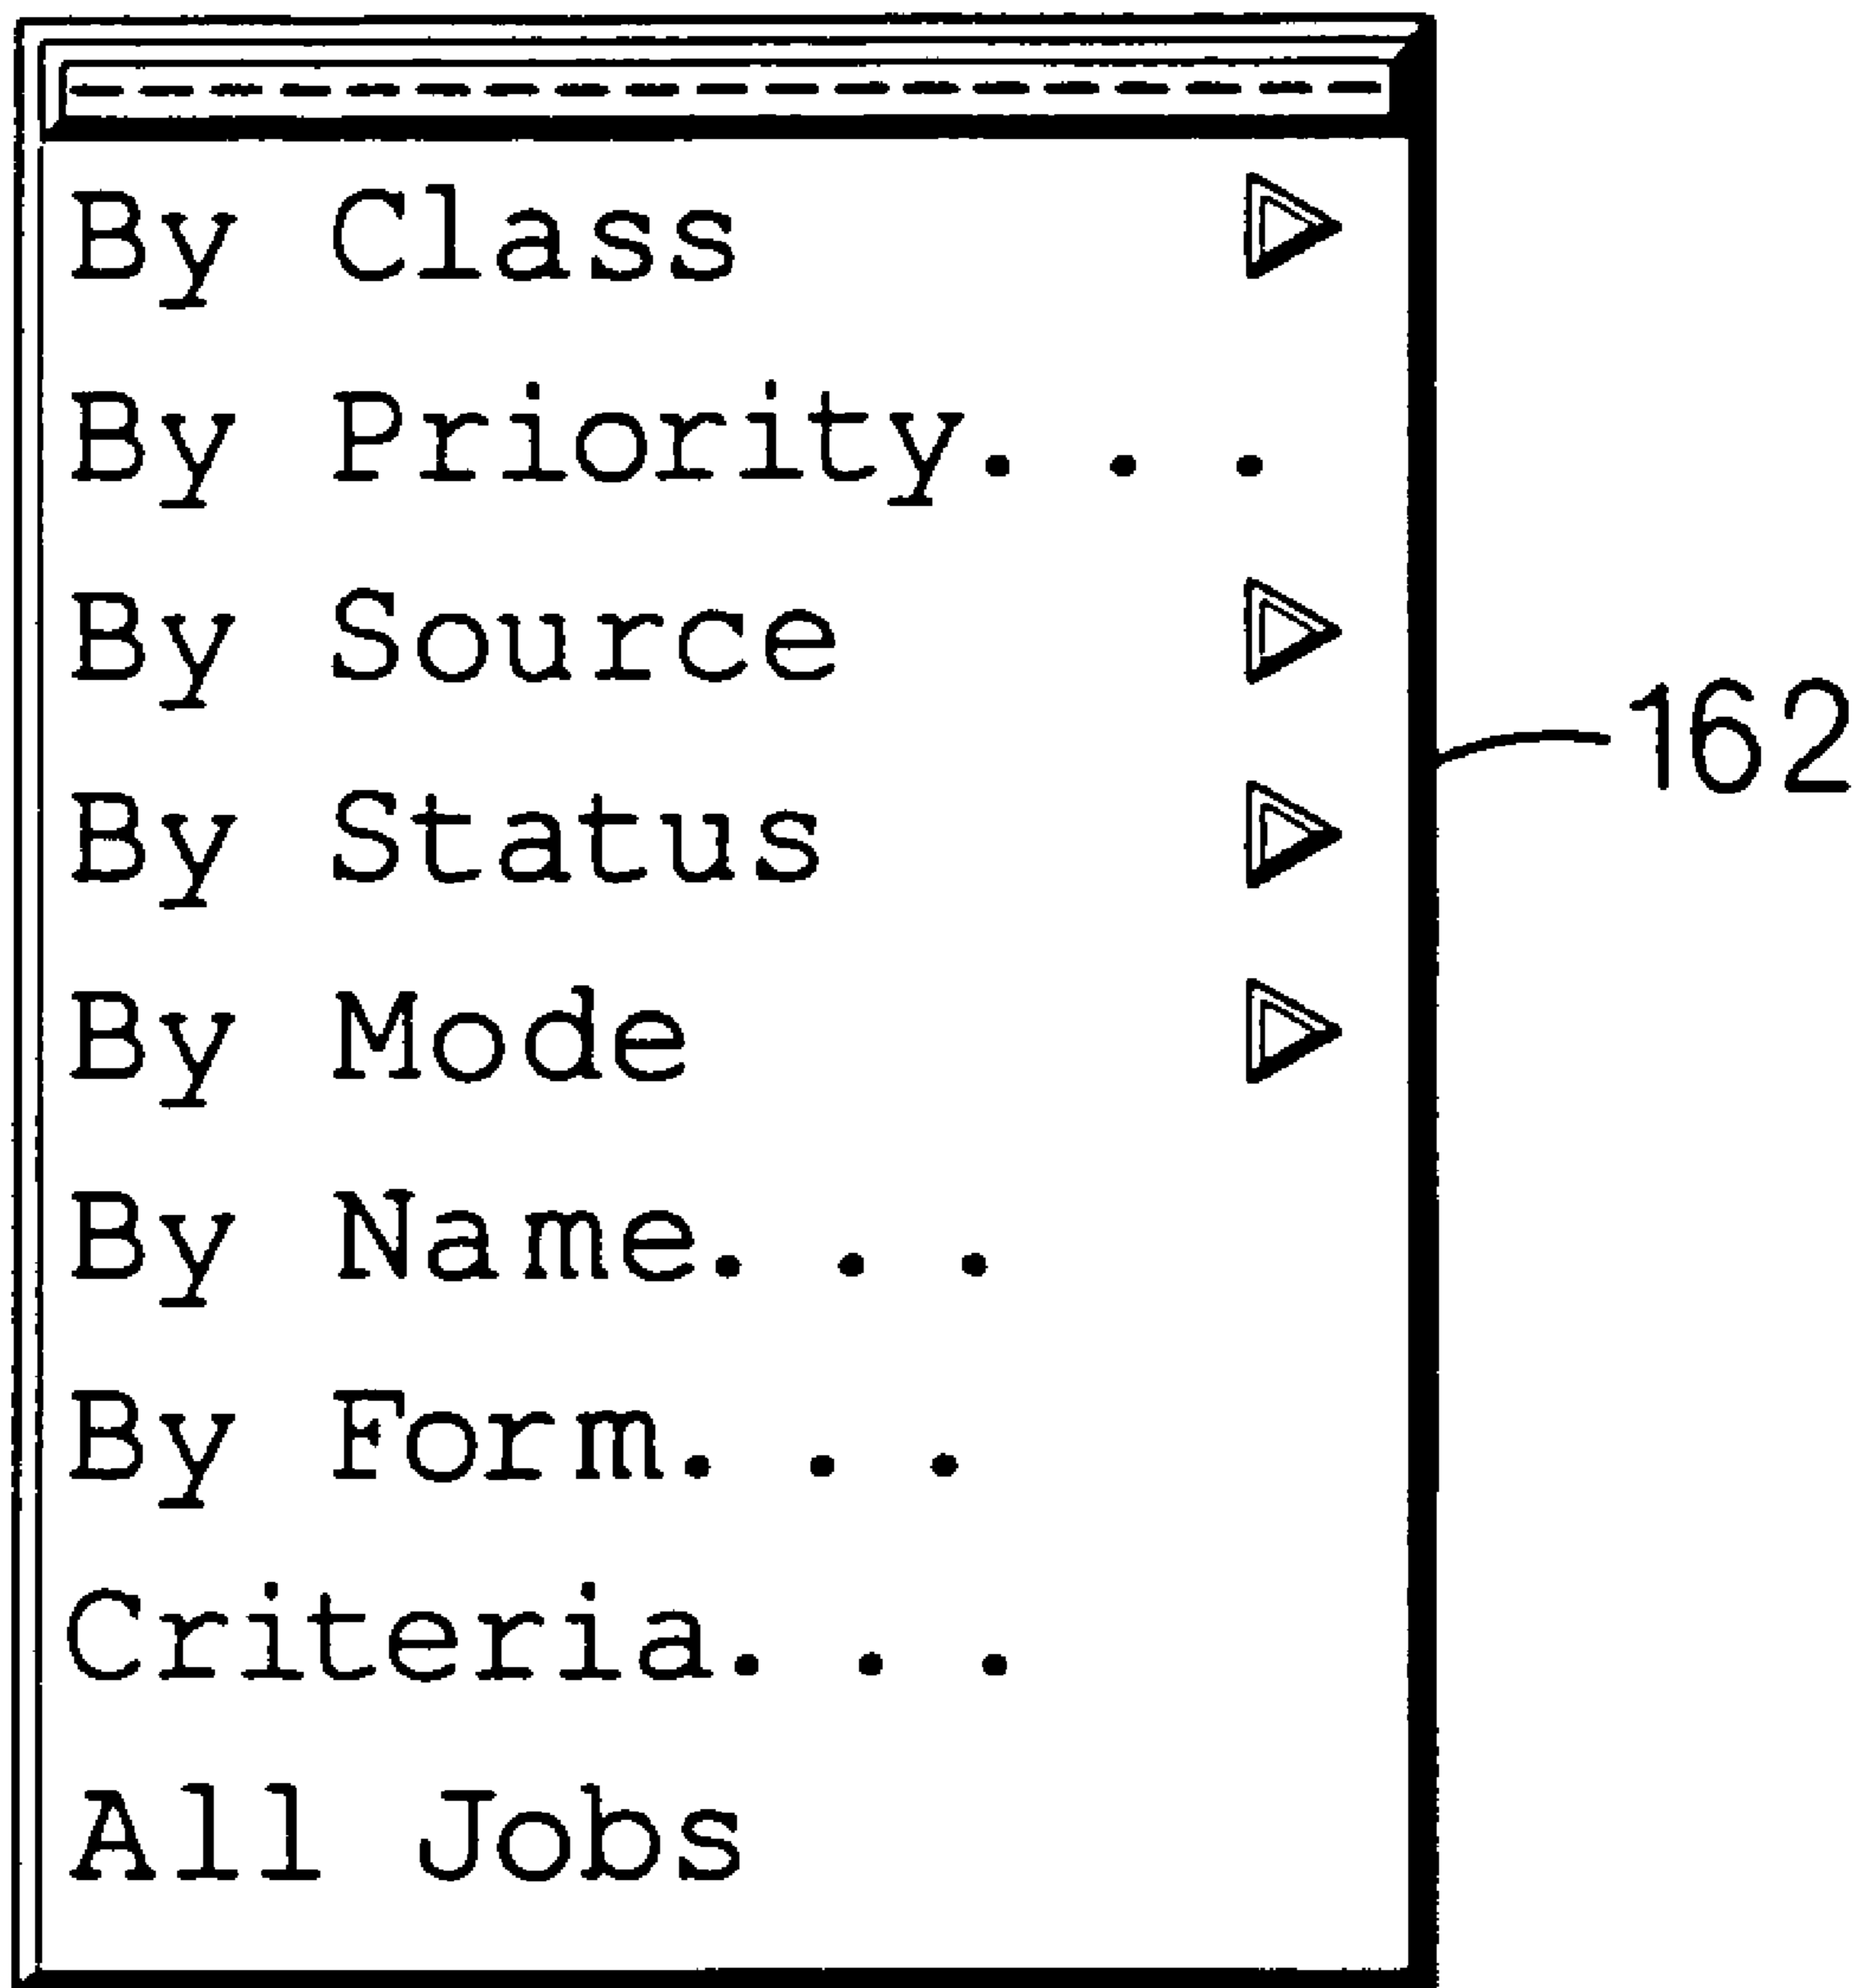 By Class
By Priority. . .
By Source
162
By Status
By Mode
By Name. . .
By Form. . .
Criteria. . .
All Jobs